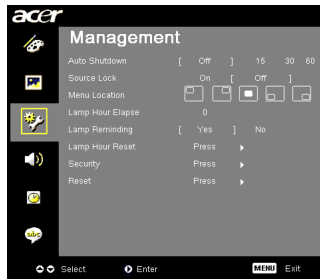 acer
Management
Auto Shutdown [ Off ] 15 30 60
Source Lock On [ Off ]
Menu Location
Lamp Hour Elapse 0
Lamp Reminding [ Yes ] No
Lamp Hour Reset Press
Security Press
Reset Press
abc
Select Enter MENU Exit